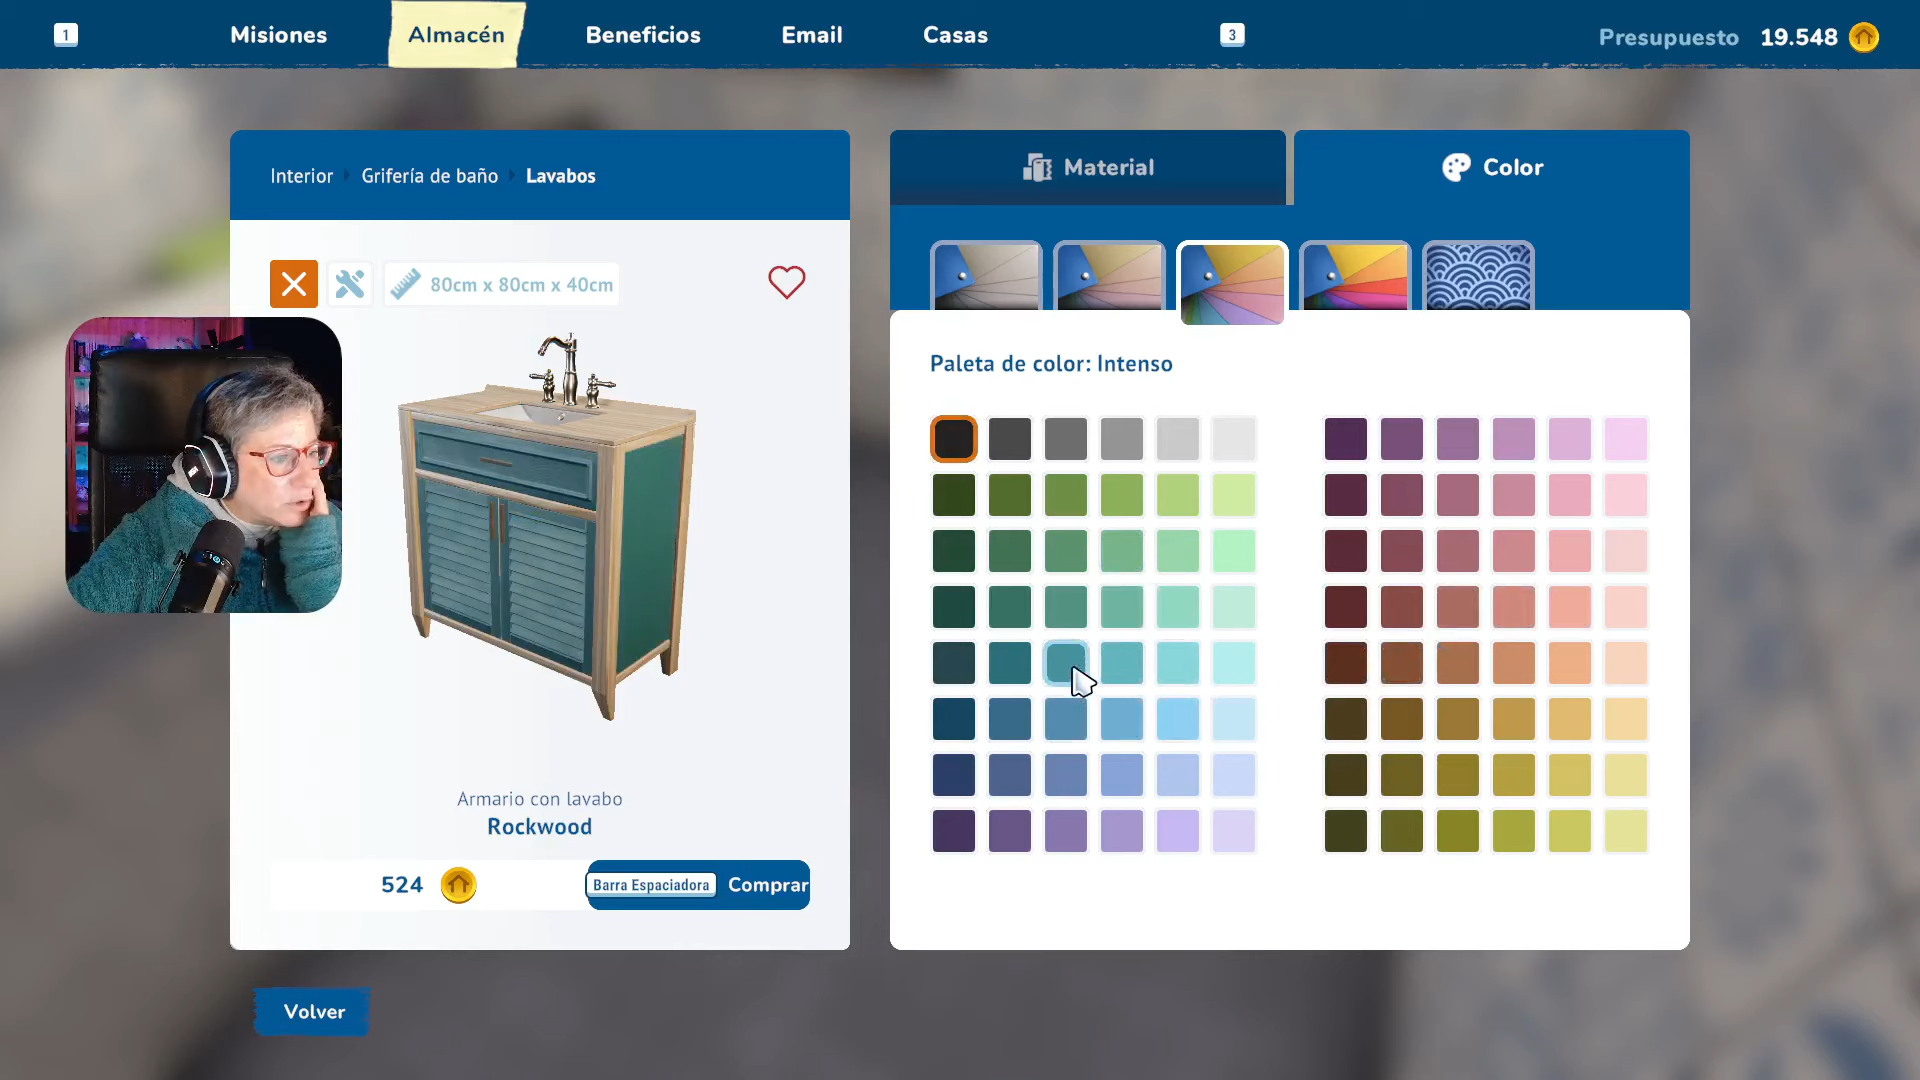 1
Misiones
Almacén
Beneficios
Email
Casas
3
Presupuesto 19.548
Interior
Grifería de baño
Lavabos
80cm x 80cm x 40cm
Armario con lavabo
Rockwood
524
Barra Espaciadora
Comprar
Volver
Material
Color
Paleta de color: Intenso